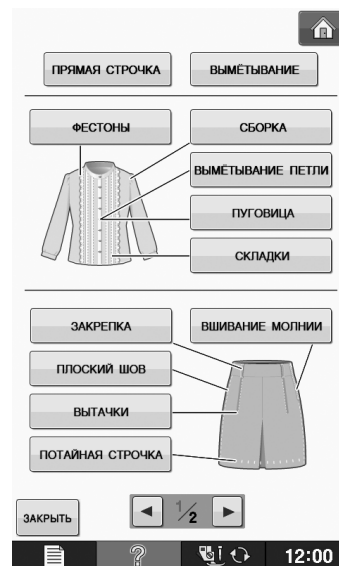 ПРЯМАЯ СТРОЧКА ВЫМЁТЫВАНИЕ
ФЕСТОНЫ СБОРКА
ВЫМЁТЫВАНИЕ ПЕТЛИ
ПУГОВИЦА
СКЛАДКИ
ЗАКРЕПКА ВШИВАНИЕ МОЛНИИ
ПЛОСКИЙ ШОВ
ВЫТАЧКИ
ПОТАЙНАЯ СТРОЧКА
ЗАКРЫТЬ 1/2
12:00